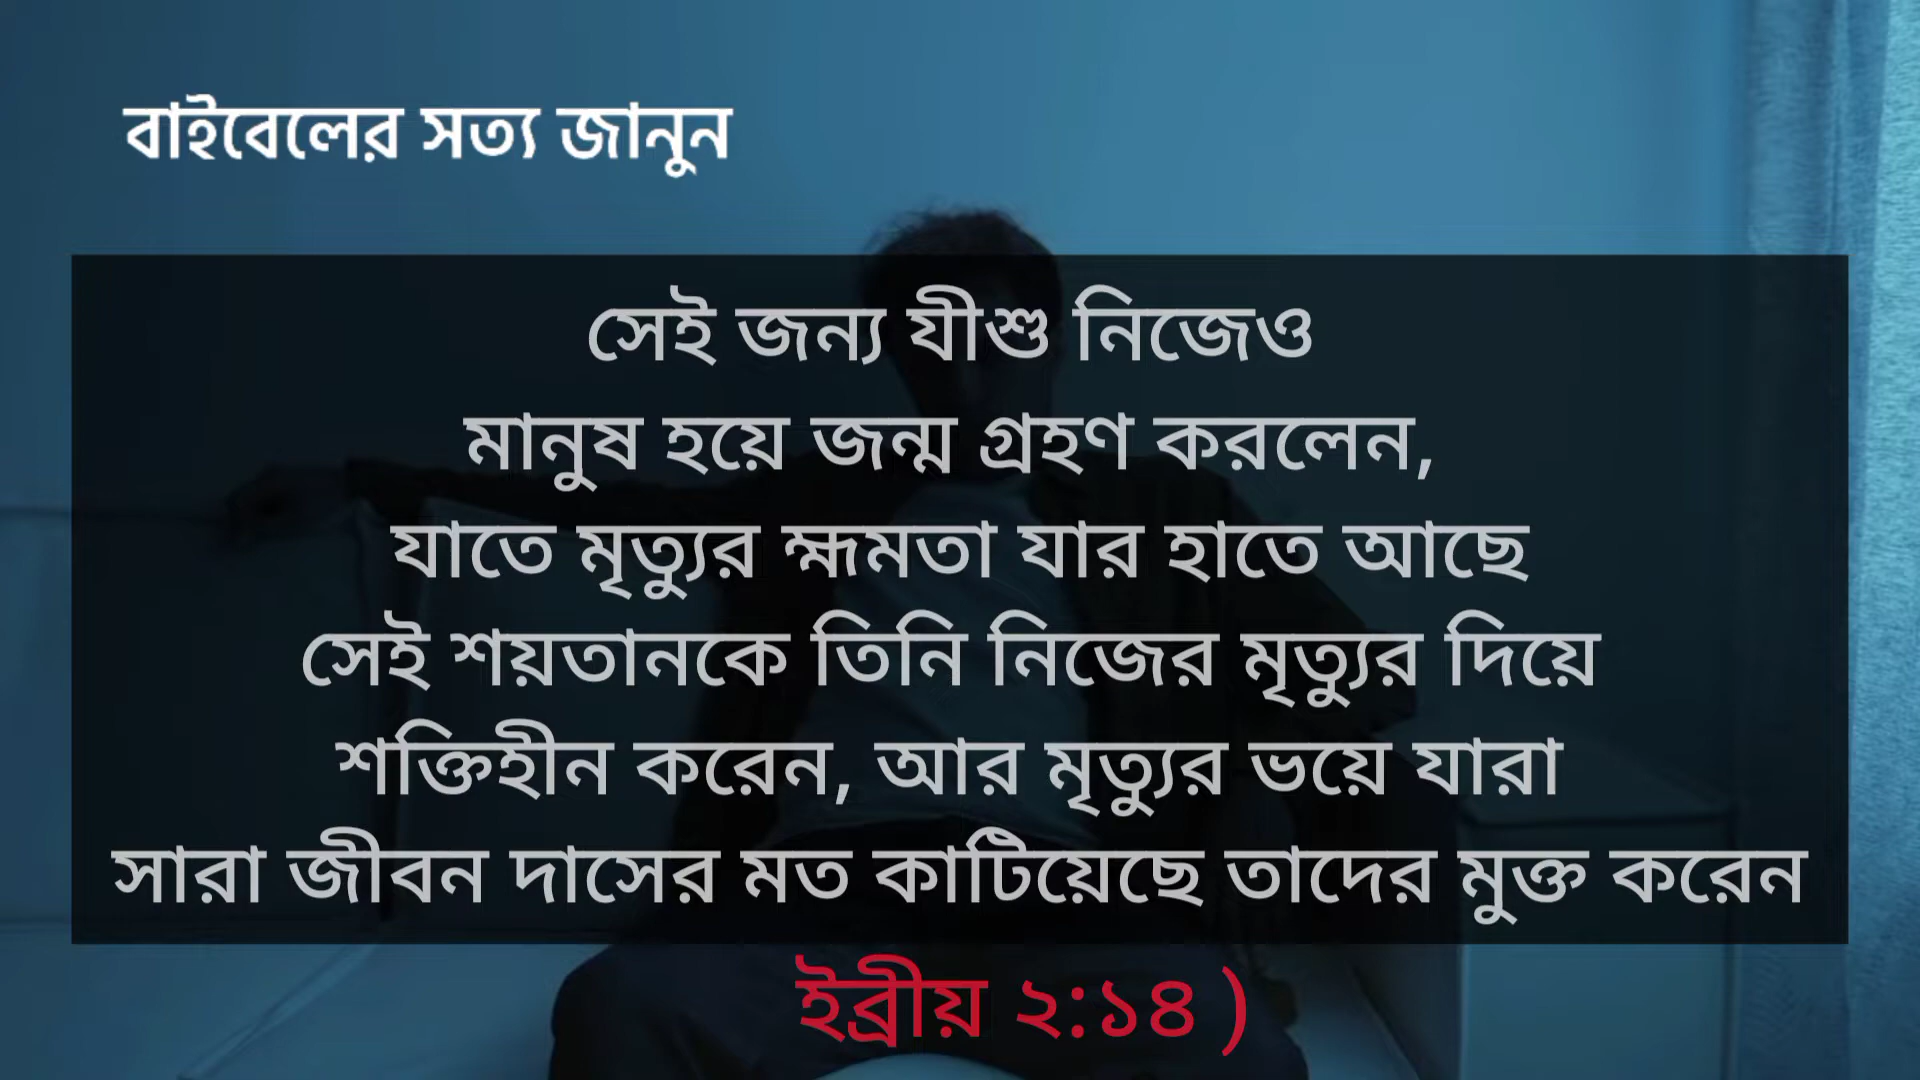 বাইবেলের সত্য জানুন
সেই জন্য যীশু নিজেও
মানুষ হয়ে জন্ম গ্রহণ করলেন,
যাতে মৃত্যুর হ্মমতা যার হাতে আছে
সেই শয়তানকে তিনি নিজের মৃত্যুর দিয়ে
শক্তিহীন করেন, আর মৃত্যুর ভয়ে যারা
সারা জীবন দাসের মত কাটিয়েছে তাদের মুক্ত করেন
ইব্রীয় ২:১৪ )